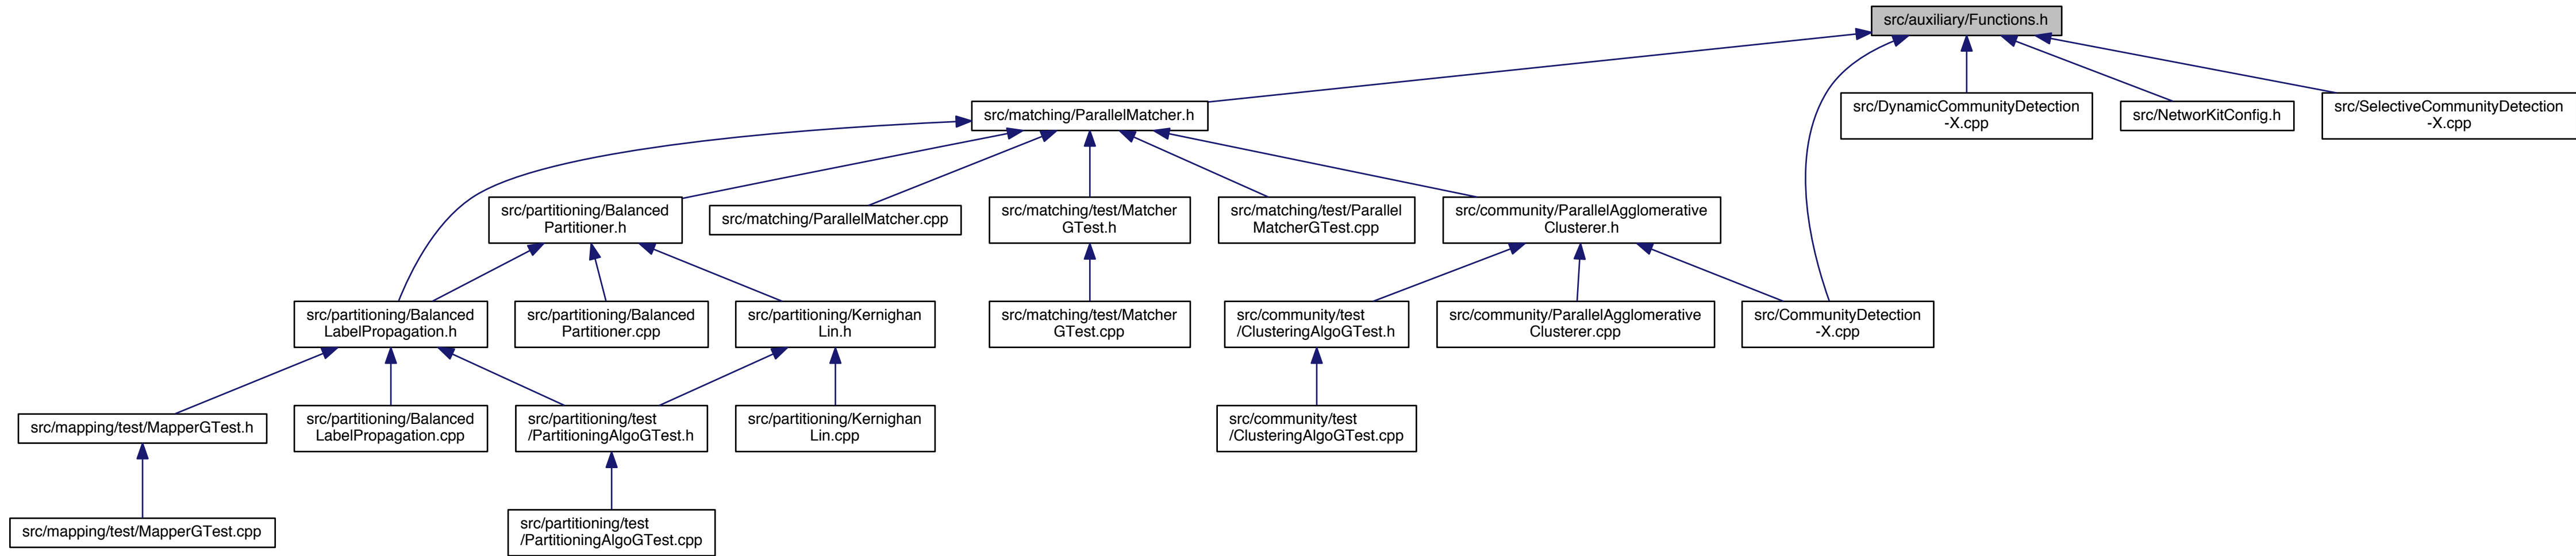 src/auxiliary/Functions.h
src/matching/ParallelMatcher.h
src/DynamicCommunityDetection
-X.cpp
src/NetworKitConfig.h
src/SelectiveCommunityDetection
-X.cpp
src/partitioning/Balanced
Partitioner.h
src/matching/ParallelMatcher.cpp
src/matching/test/Matcher
GTest.h
src/matching/test/Parallel
MatcherGTest.cpp
src/community/ParallelAgglomerative
Clusterer.h
src/partitioning/Balanced
LabelPropagation.h
src/partitioning/Balanced
Partitioner.cpp
src/partitioning/Kernighan
Lin.h
src/matching/test/Matcher
GTest.cpp
src/community/test
/ClusteringAlgoGTest.h
src/community/ParallelAgglomerative
Clusterer.cpp
src/CommunityDetection
-X.cpp
src/mapping/test/MapperGTest.h
src/partitioning/Balanced
LabelPropagation.cpp
src/partitioning/test
/PartitioningAlgoGTest.h
src/partitioning/Kernighan
Lin.cpp
src/community/test
/ClusteringAlgoGTest.cpp
src/mapping/test/MapperGTest.cpp
src/partitioning/test
/PartitioningAlgoGTest.cpp